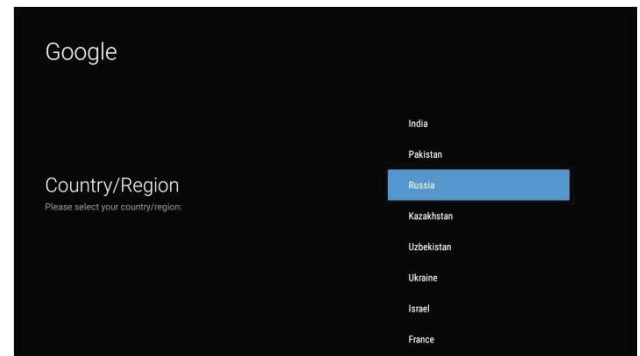 Google
Country/Region
Please select your country/region:
India
Pakistan
Russia
Kazakhstan
Uzbekistan
Ukraine
Israel
France